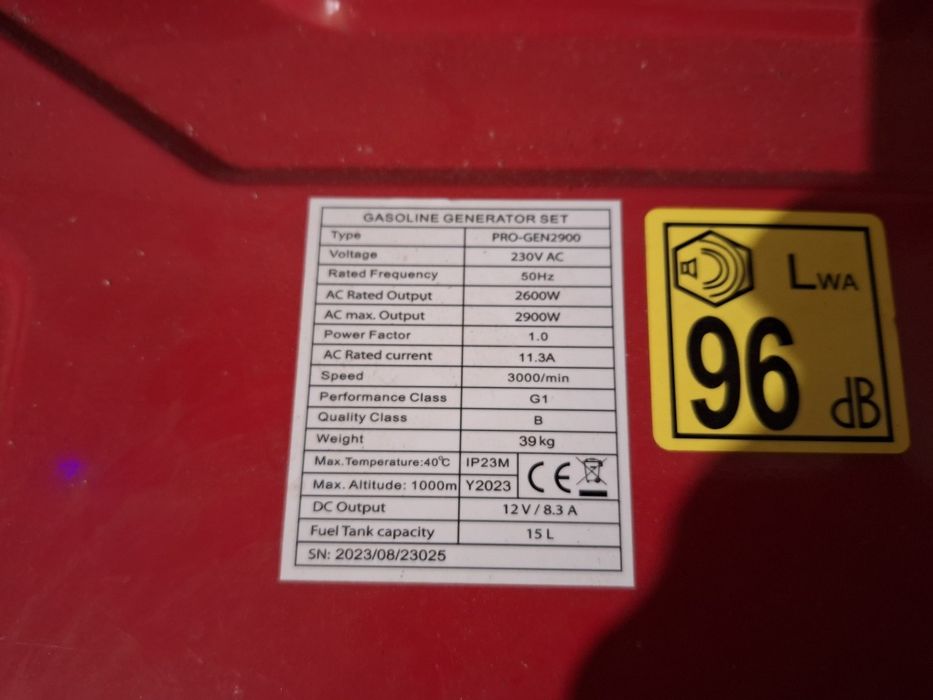 GASOLINE GENERATOR SET
Type PRO-GEN2900
Voltage 230V AC
Rated Frequency 50Hz
AC Rated Output 2600W
AC max. Output 2900W
Power Factor 1.0
AC Rated current 11.3A
Speed 3000/min
Performance Class G1
Quality Class B
Weight 39kg
Max.Temperature:40℃ IP23M CE
Max. Altitude: 1000m Y2023
DC Output 12V/8.3A
Fuel Tank capacity 15L
SN: 2023/08/23025
LWA
96 dB